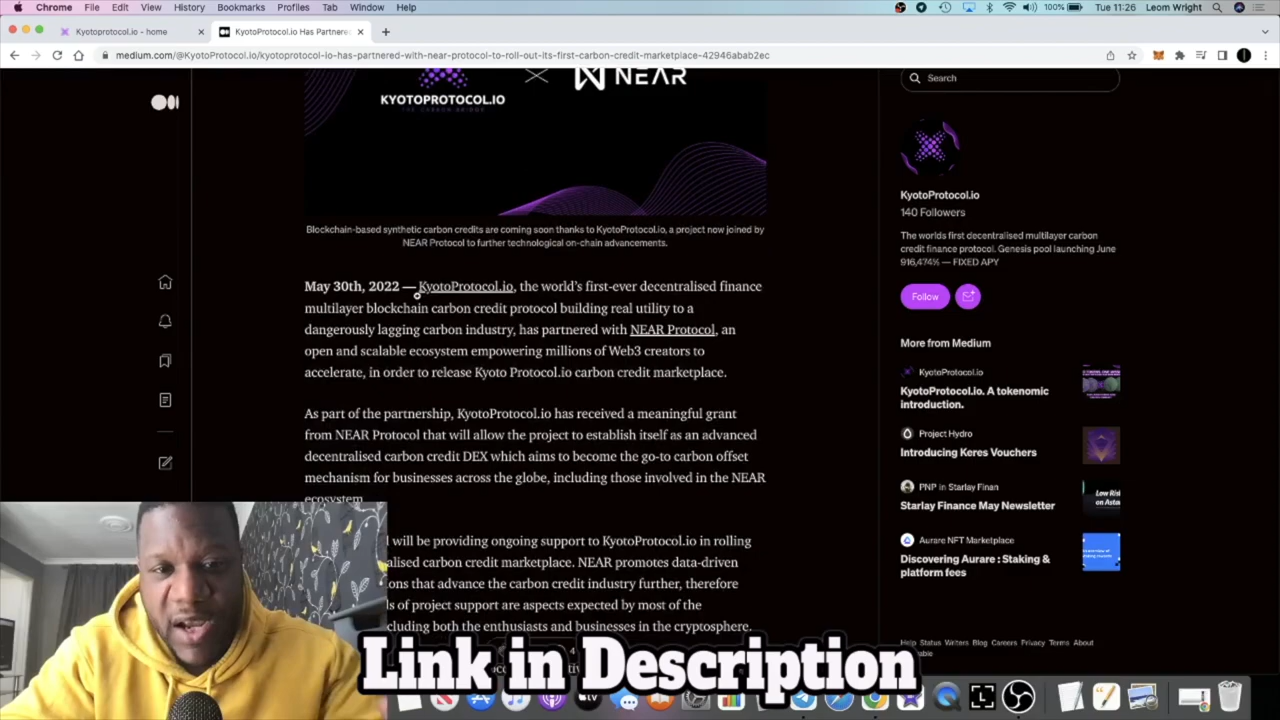 Chrome File Edit View History Bookmarks Profiles Tab Window Help
100% Tue 11:26 Leom Wright
Kyotoprotocol.io - home
KyotoProtocol.io Has Partnere
medium.com/@KyotoProtocol.io/kyotoprotocol-io-has-partnered-with-near-protocol-to-roll-out-its-first-carbon-credit-marketplace-42946abab2ec
KYOTOPROTOCOL.IO
NEAR
Blockchain-based synthetic carbon credits are coming soon thanks to KyotoProtocol.io, a project now joined by
NEAR Protocol to further technological on-chain advancements.
May 30th, 2022 — KyotoProtocol.io, the world's first-ever decentralised finance
multilayer blockchain carbon credit protocol building real utility to a
dangerously lagging carbon industry, has partnered with NEAR Protocol, an
open and scalable ecosystem empowering millions of Web3 creators to
accelerate, in order to release Kyoto Protocol.io carbon credit marketplace.
As part of the partnership, KyotoProtocol.io has received a meaningful grant
from NEAR Protocol that will allow the project to establish itself as an advanced
decentralised carbon credit DEX which aims to become the go-to carbon offset
mechanism for businesses across the globe, including those involved in the NEAR
ecosystem
will be providing ongoing support to KyotoProtocol.io in rolling
alised carbon credit marketplace. NEAR promotes data-driven
ons that advance the carbon credit industry further, therefore
s of project support are aspects expected by most of the
cluding both the enthusiasts and businesses in the cryptosphere.
Search
KyotoProtocol.io
140 Followers
The worlds first decentralised multilayer carbon
credit finance protocol. Genesis pool launching June
916,474% — FIXED APY
Follow
More from Medium
KyotoProtocol.io
KyotoProtocol.io. A tokenomic
introduction.
Project Hydro
Introducing Keres Vouchers
PNP in Starlay Finan
Starlay Finance May Newsletter
Aurare NFT Marketplace
Discovering Aurare : Staking &
platform fees
Help Status Writers Blog Careers Privacy Terms About
Link in Description